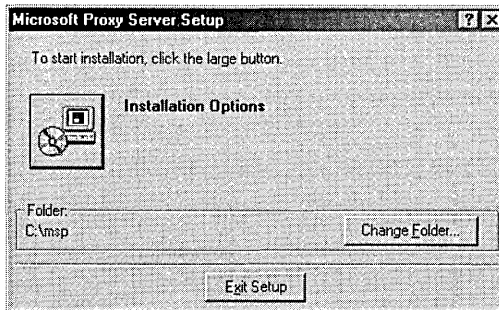 Microsoft Proxy Server Setup
To start installation, click the large button.
Installation Options
Folder:
C:\msp
Change Folder...
Exit Setup